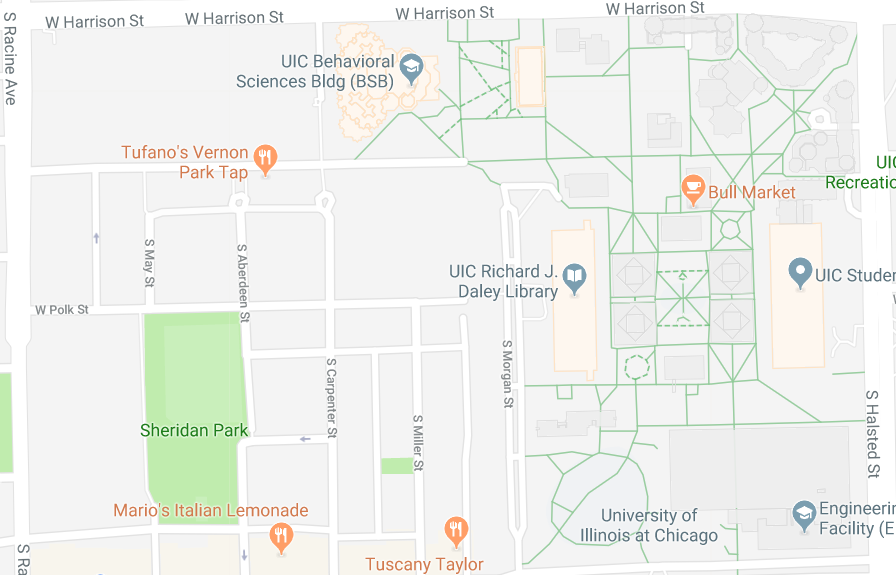 W Harrison St
W Harrison St
W Harrison St
W Harrison St
S Racine Ave
UIC Behavioral
Sciences Bldg (BSB)
Tufano's Vernon
Park Tap
Bull Market
UIC
Recreatio
S May St
S Aberdeen St
UIC Richard J.
Daley Library
UIC Studen
W Polk St
S Carpenter St
S Morgan St
S Miller St
S Halsted St
Sheridan Park
Mario's Italian Lemonade
Tuscany Taylor
University of
Illinois at Chicago
Engineerin
Facility (E
S Ra